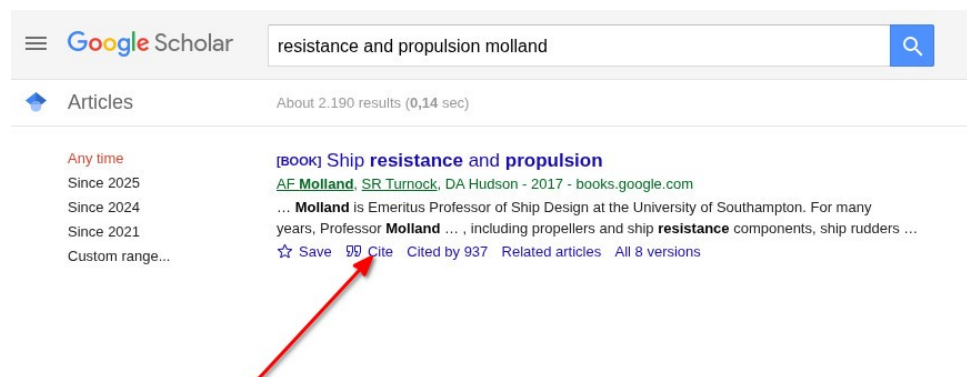 Google Scholar
resistance and propulsion molland
Articles
About 2.190 results (0,14 sec)
Any time
Since 2025
Since 2024
Since 2021
Custom range...
[BOOK] Ship resistance and propulsion
AF Molland, SR Turnock, DA Hudson - 2017 - books.google.com
… Molland is Emeritus Professor of Ship Design at the University of Southampton. For many
years, Professor Molland … , including propellers and ship resistance components, ship rudders …
Save Cite Cited by 937 Related articles All 8 versions